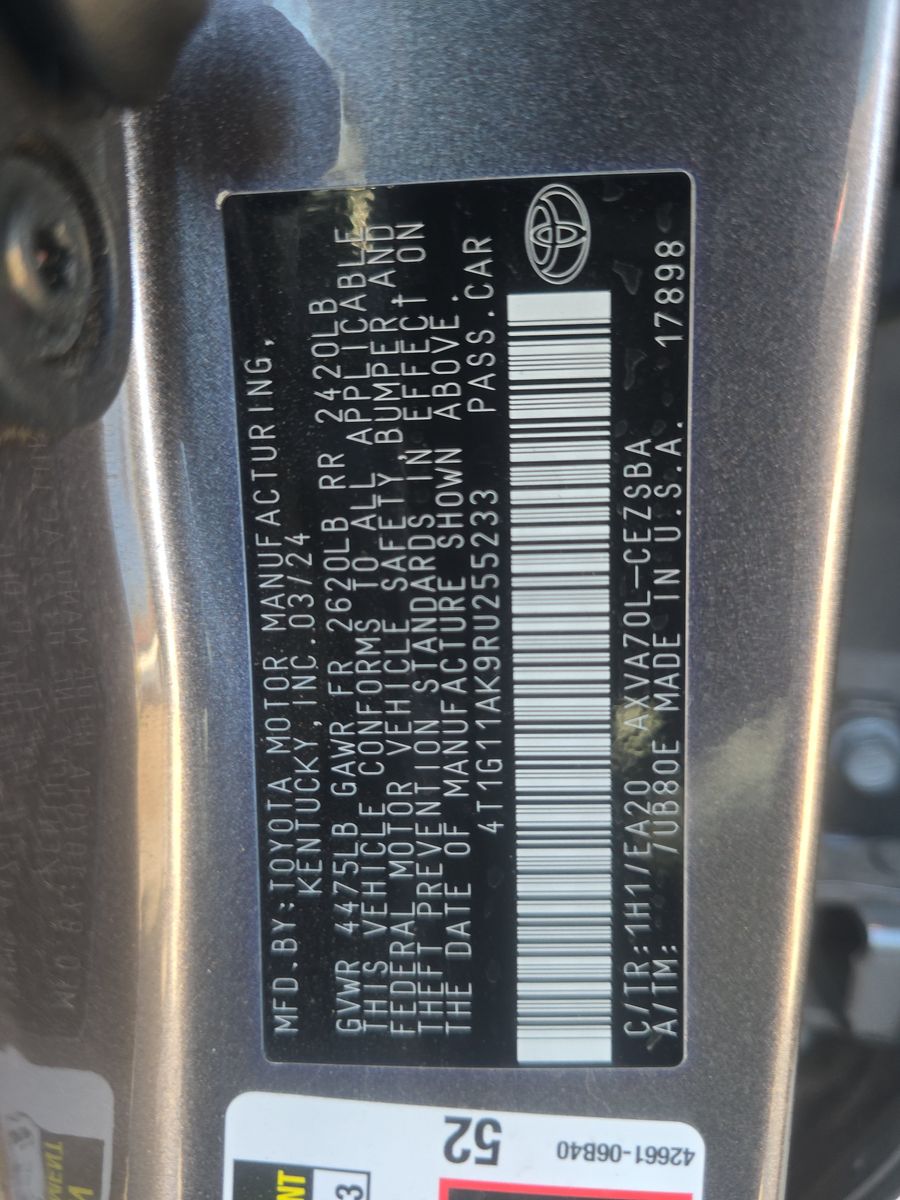 MFD.BY:TOYOTA MOTOR MANUFACTURING,
KENTUCKY,INC.03/24
GVWR 4475LB GAWR FR 2620LB RR 2420LB
THIS VEHICLE CONFORMS TO ALL APPLICABLE
FEDERAL MOTOR VEHICLE SAFETY,BUMPER,AND
THEFT PREVENTION STANDARDS IN EFFECT ON
THE DATE OF MANUFACTURE SHOWN ABOVE.
4T1G11AK9RU255233 PASS.CAR
C/TR:1H1/EA20 AXVA70L-CEZSBA
A/TM: /UB80E MADE IN U.S.A. 17898
52
42661-06B40